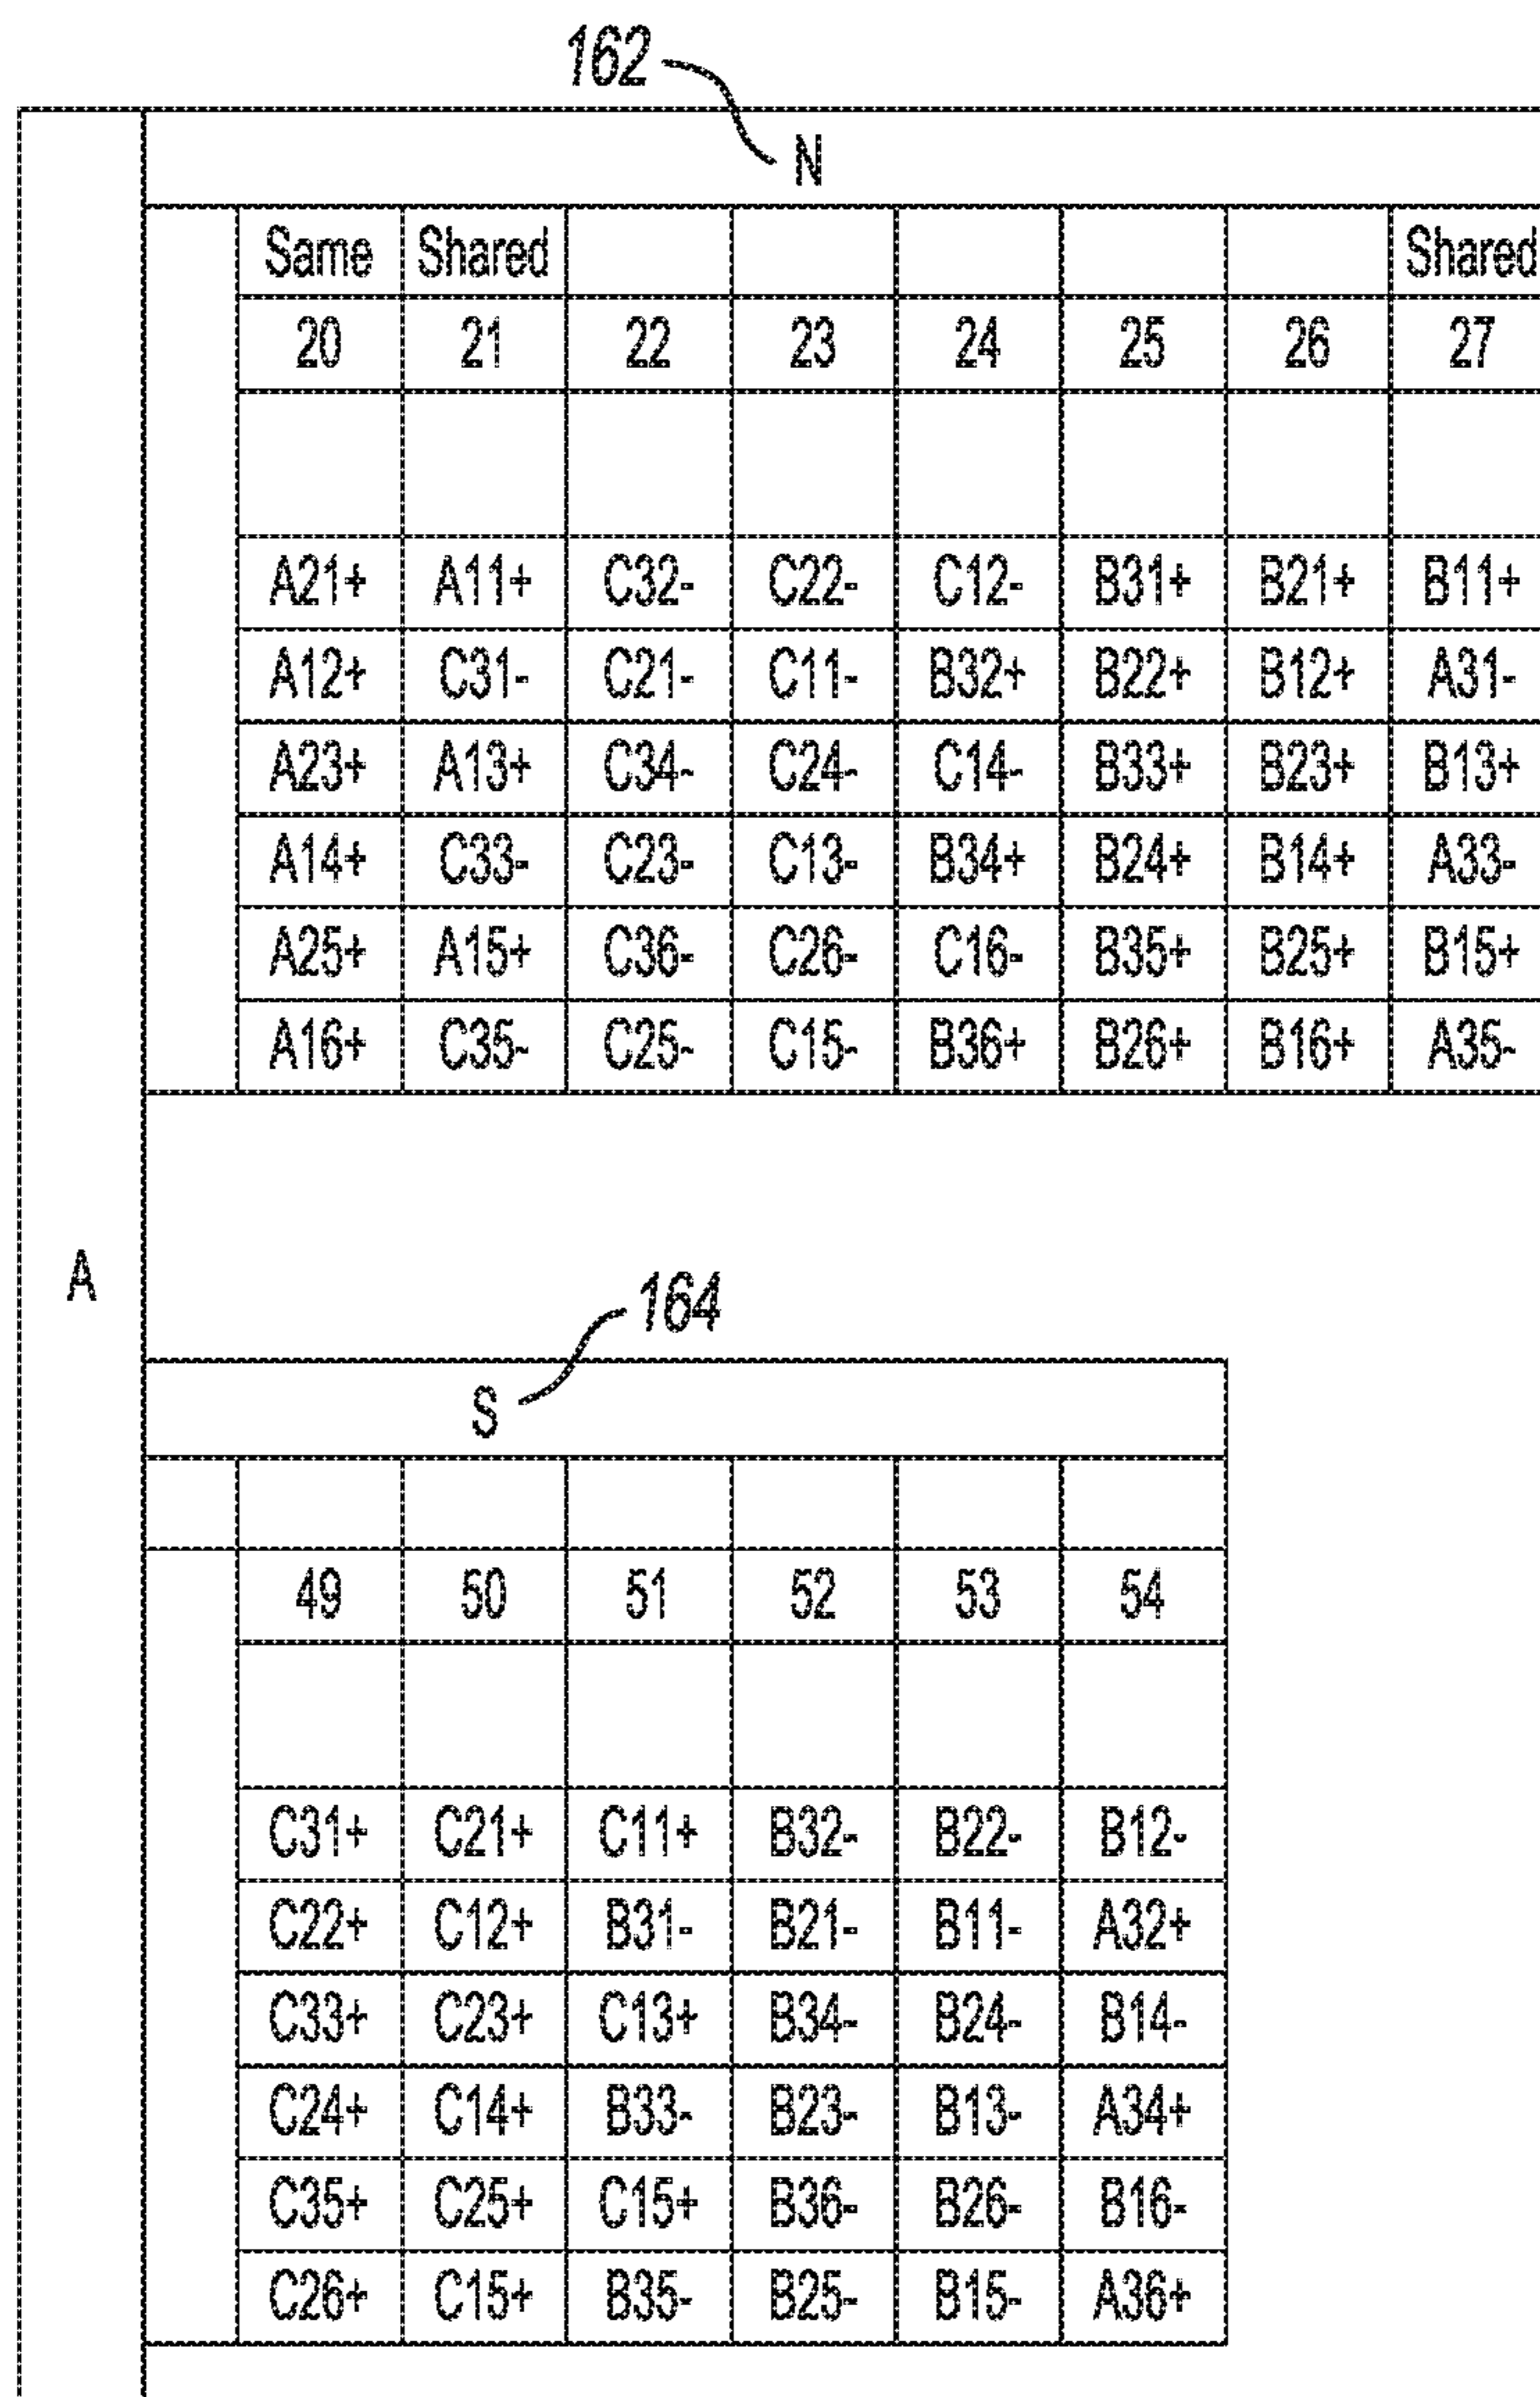 162
N
Same Shared Shared
20 21 22 23 24 25 26 27
A21+ A11+ C32- C22- C12- B31+ B21+ B11+
A12+ C31- C21- C11- B32+ B22+ B12+ A31-
A23+ A13+ C34- C24- C14- B33+ B23+ B13+
A14+ C33- C23- C13- B34+ B24+ B14+ A33-
A25+ A15+ C36- C26- C16- B35+ B25+ B15+
A16+ C35- C25- C15- B36+ B26+ B16+ A35-
A
164
S
49 50 51 52 53 54
C31+ C21+ C11+ B32- B22- B12-
C22+ C12+ B31- B21- B11- A32+
C33+ C23+ C13+ B34- B24- B14-
C24+ C14+ B33- B23- B13- A34+
C35+ C25+ C15+ B36- B26- B16-
C26+ C15+ B35- B25- B15- A36+